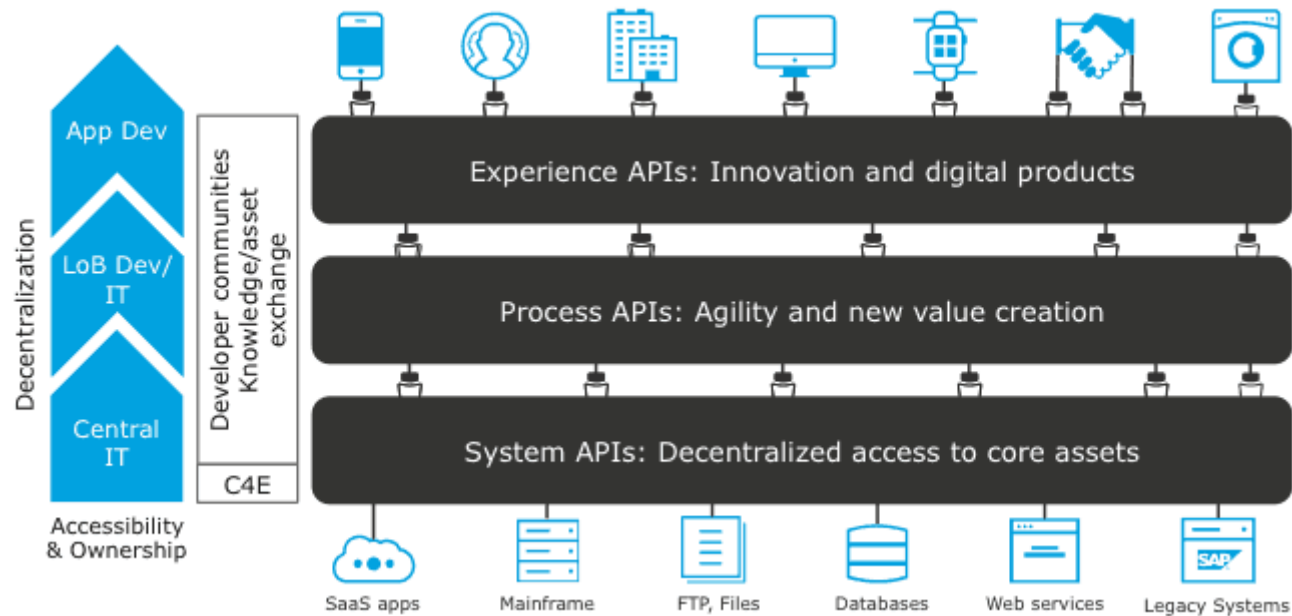 Decentralization
App Dev
LoB Dev/
IT
Central
IT
Accessibility
& Ownership
Developer communities
Knowledge/asset
exchange
C4E
Experience APIs: Innovation and digital products
Process APIs: Agility and new value creation
System APIs: Decentralized access to core assets
SAP
SaaS apps
Mainframe
FTP, Files
Databases
Web services
Legacy Systems